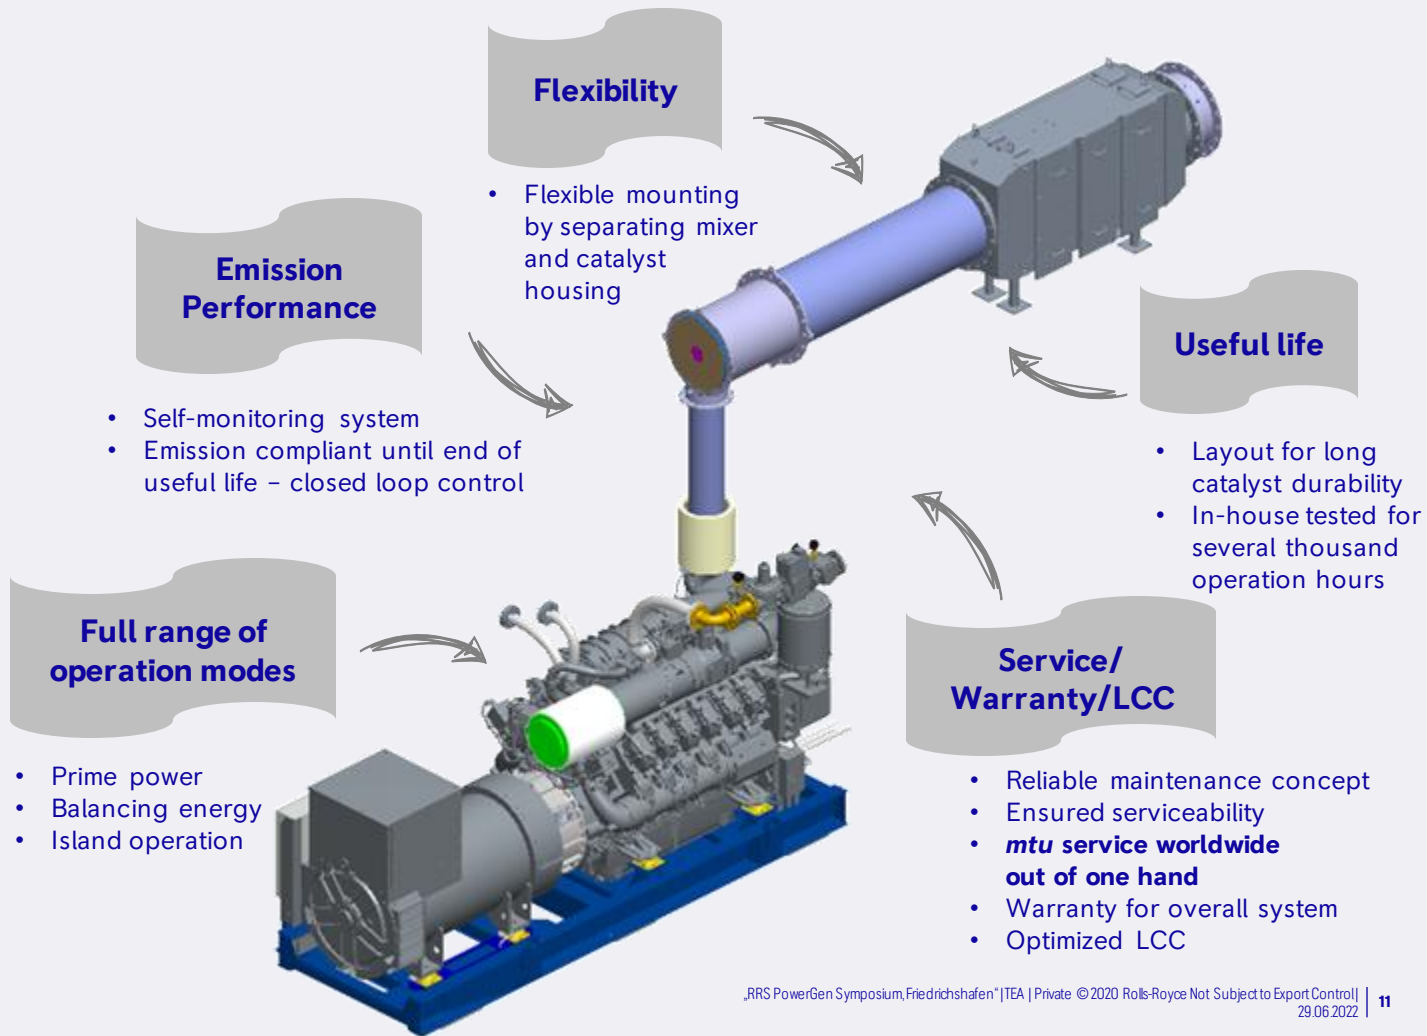 Flexibility
• Flexible mounting
by separating mixer
and catalyst
housing
Emission
Performance
• Self-monitoring system
• Emission compliant until end of
useful life – closed loop control
Useful life
• Layout for long
catalyst durability
• In-house tested for
several thousand
operation hours
Full range of
operation modes
• Prime power
• Balancing energy
• Island operation
Service/
Warranty/LCC
• Reliable maintenance concept
• Ensured serviceability
• mtu service worldwide
out of one hand
• Warranty for overall system
• Optimized LCC
„RRS PowerGen Symposium, Friedrichshafen“ | TEA | Private © 2020 Rolls-Royce Not Subject to Export Control |
29.06.2022
11